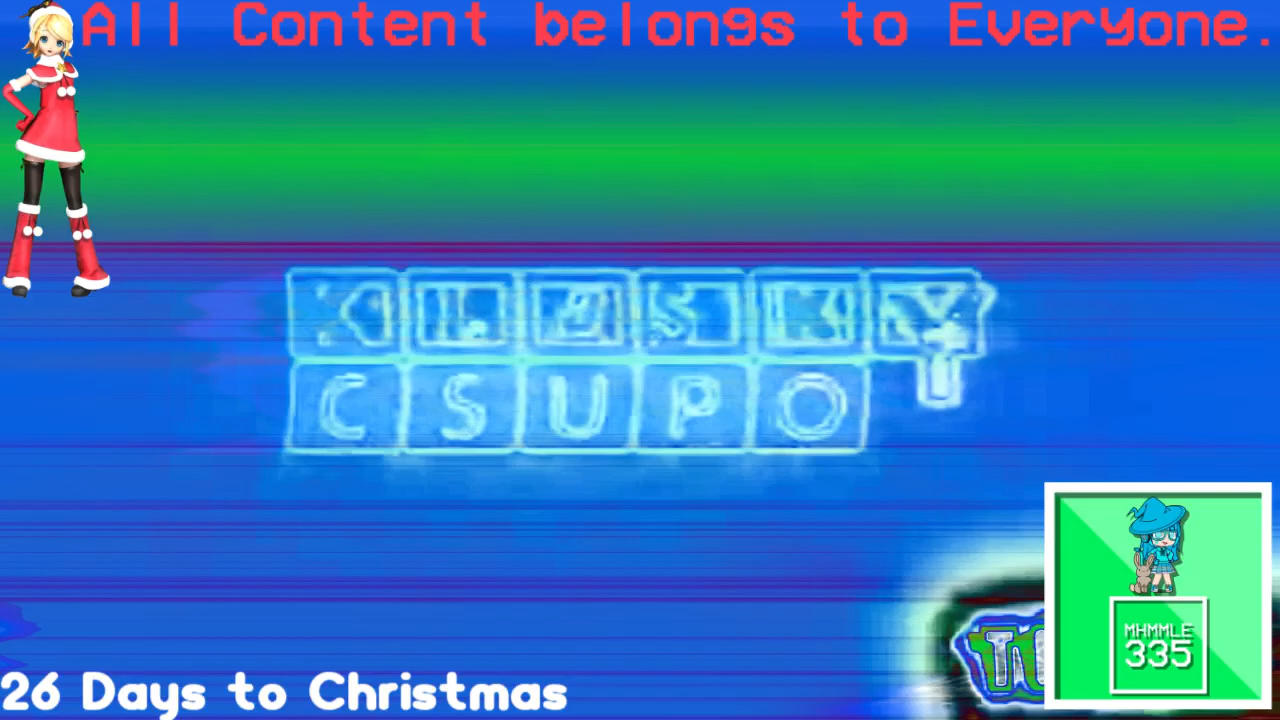 All Content belongs to Everyone.
KLASKY
CSUPO
MHMMLE
335
26 Days to Christmas